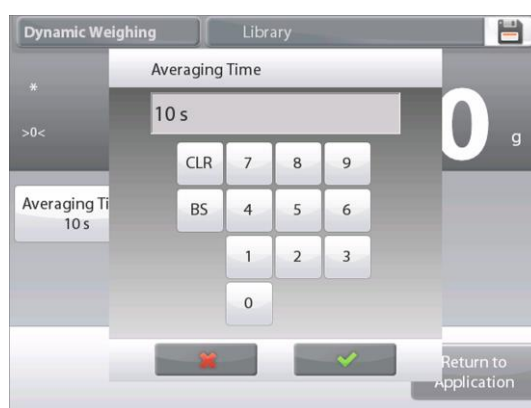 Dynamic Weighing
Library
Averaging Time
*
10 s
>0<
0 g
CLR 7 8 9
Averaging Ti
10 s
BS 4 5 6
1 2 3
0
Return to
Application